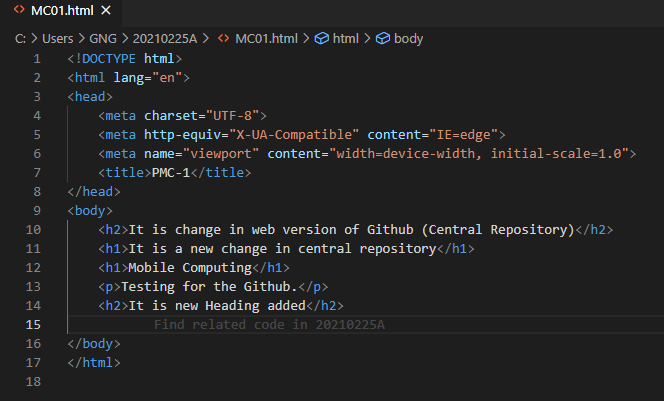 <> MC01.html ×
C: > Users > GNG > 20210225A > <> MC01.html > html > body
1 <!DOCTYPE html>
2 <html lang="en">
3 <head>
4     <meta charset="UTF-8">
5     <meta http-equiv="X-UA-Compatible" content="IE=edge">
6     <meta name="viewport" content="width=device-width, initial-scale=1.0">
7     <title>PMC-1</title>
8 </head>
9 <body>
10     <h2>It is change in web version of Github (Central Repository)</h2>
11     <h1>It is a new change in central repository</h1>
12     <h1>Mobile Computing</h1>
13     <p>Testing for the Github.</p>
14     <h2>It is new Heading added</h2>
15            Find related code in 20210225A
16 </body>
17 </html>
18